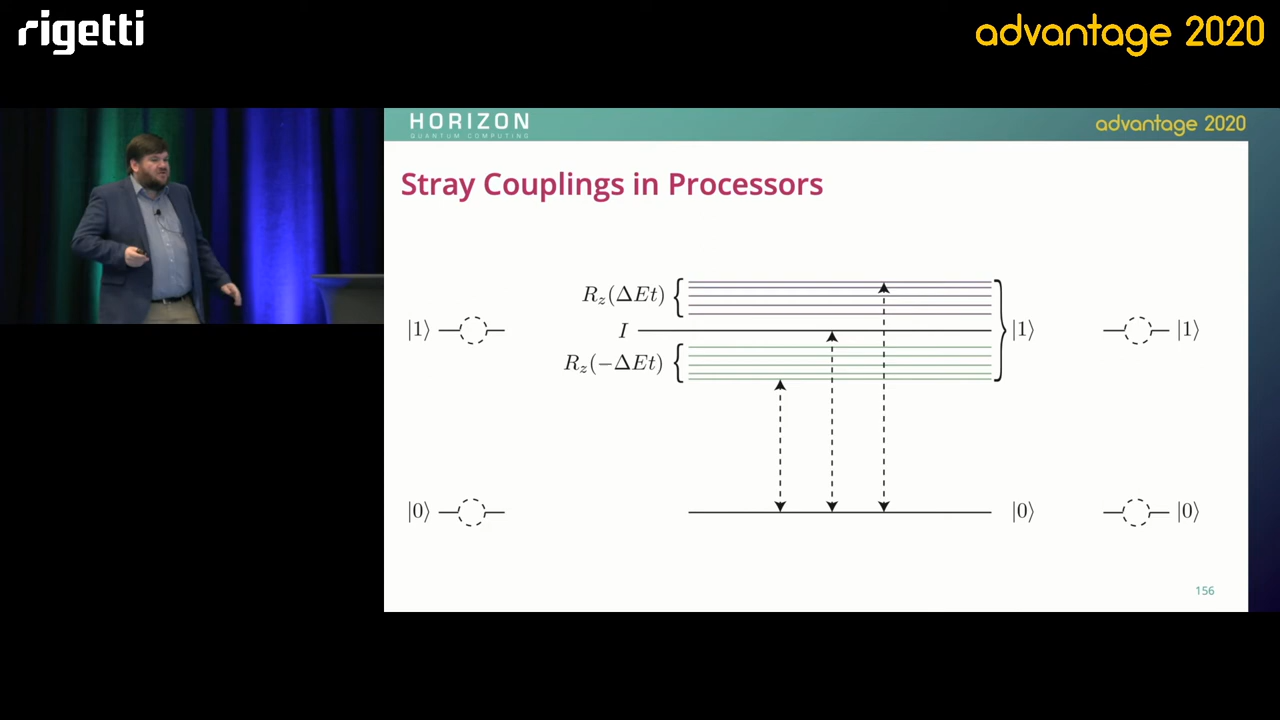 rigetti
advantage 2020
HORIZON
QUANTUM COMPUTING
advantage 2020
Stray Couplings in Processors
R_z(ΔEt)
|1⟩ I |1⟩ |1⟩
R_z(−ΔEt)
|0⟩ |0⟩ |0⟩
156